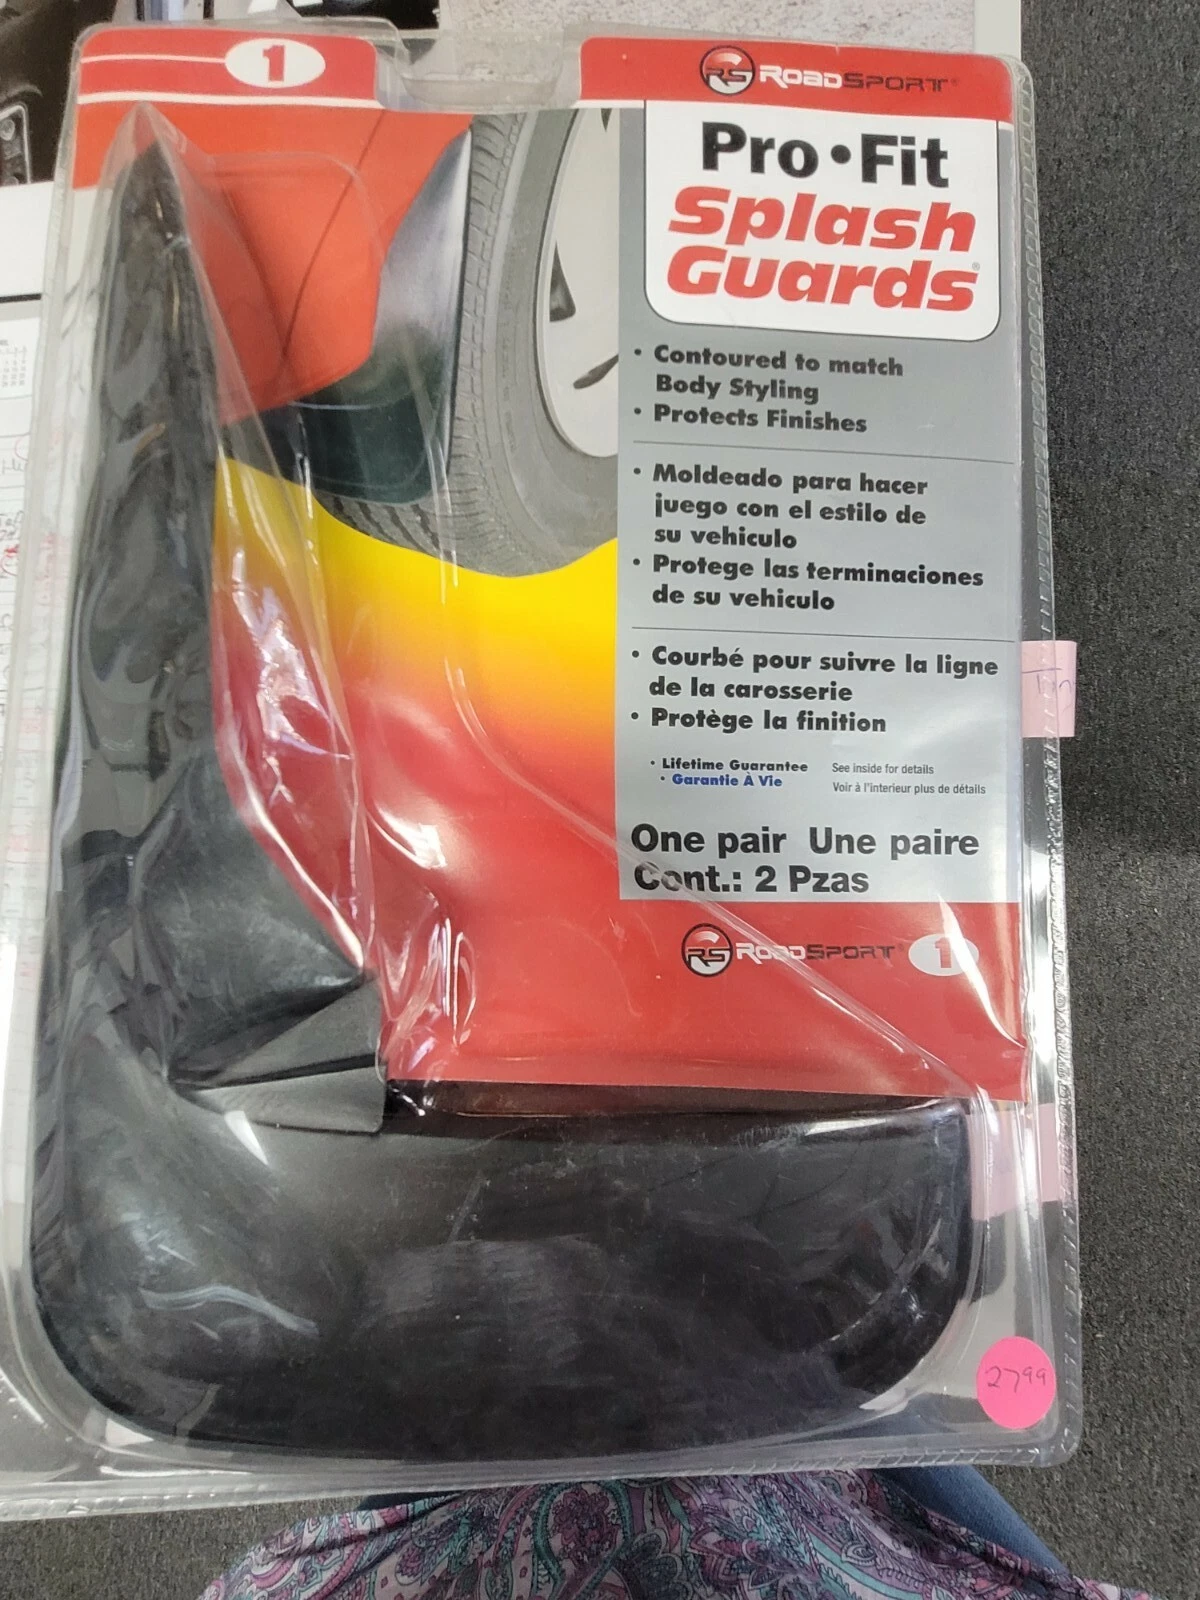 1
RS ROADSPORT®
Pro•Fit
Splash
Guards®
• Contoured to match
Body Styling
• Protects Finishes
• Moldeado para hacer
juego con el estilo de
su vehiculo
• Protege las terminaciones
de su vehiculo
• Courbé pour suivre la ligne
de la carosserie
• Protège la finition
• Lifetime Guarantee See inside for details
• Garantie À Vie Voir à l'interieur plus de détails
One pair Une paire
Cont.: 2 Pzas
RS ROADSPORT® 1
2799